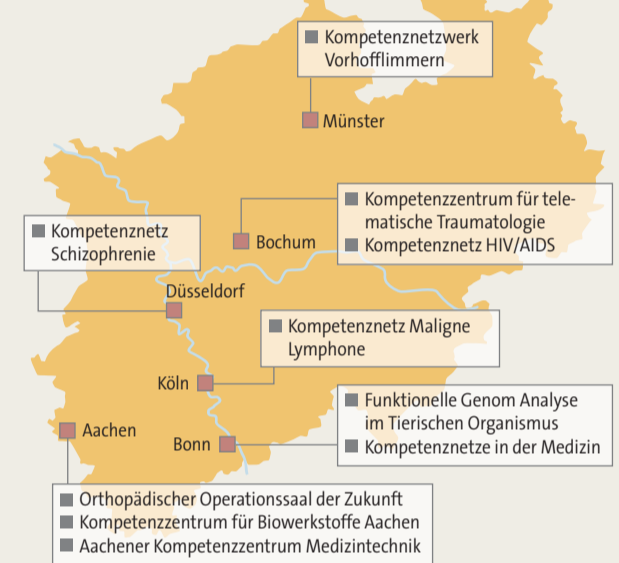 Kompetenznetzwerk
Vorhofflimmern
Münster
Kompetenzzentrum für tele-
matische Traumatologie
Kompetenznetz HIV/AIDS
Bochum
Kompetenznetz
Schizophrenie
Düsseldorf
Kompetenznetz Maligne
Lymphone
Köln
Funktionelle Genom Analyse
im Tierischen Organismus
Kompetenznetze in der Medizin
Bonn
Aachen
Orthopädischer Operationssaal der Zukunft
Kompetenzzentrum für Biowerkstoffe Aachen
Aachener Kompetenzzentrum Medizintechnik